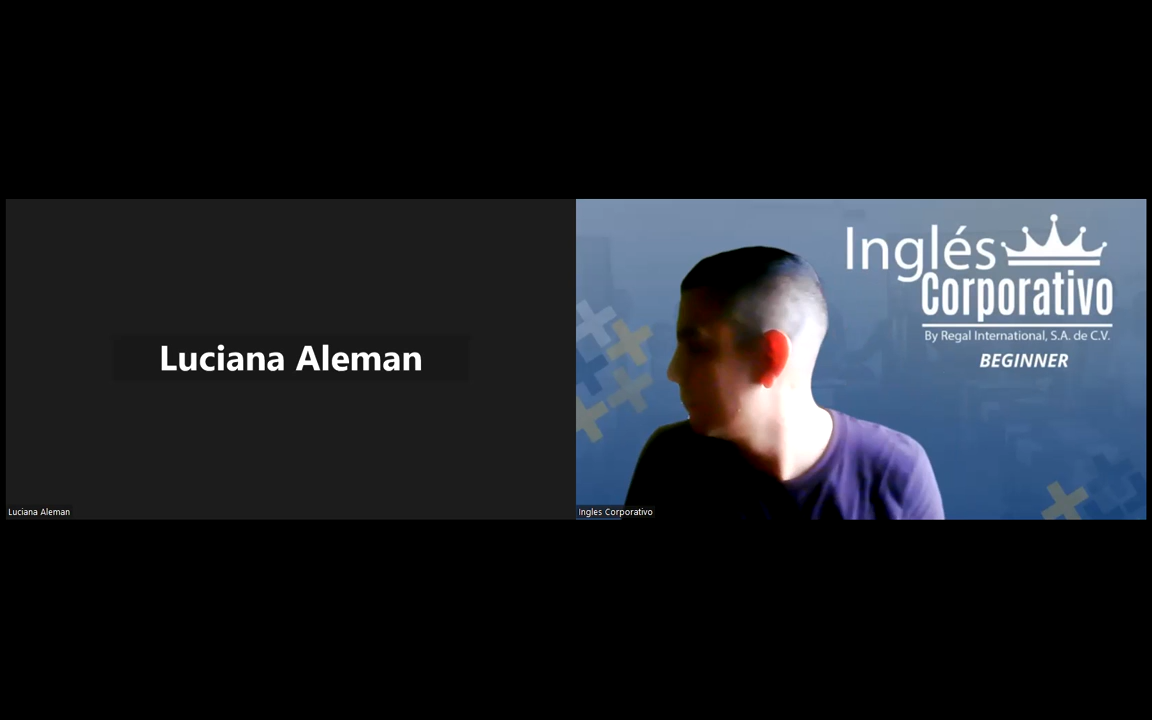 Luciana Aleman
Luciana Aleman
Inglés
Corporativo
By Regal International, S.A. de C.V.
BEGINNER
Ingles Corporativo